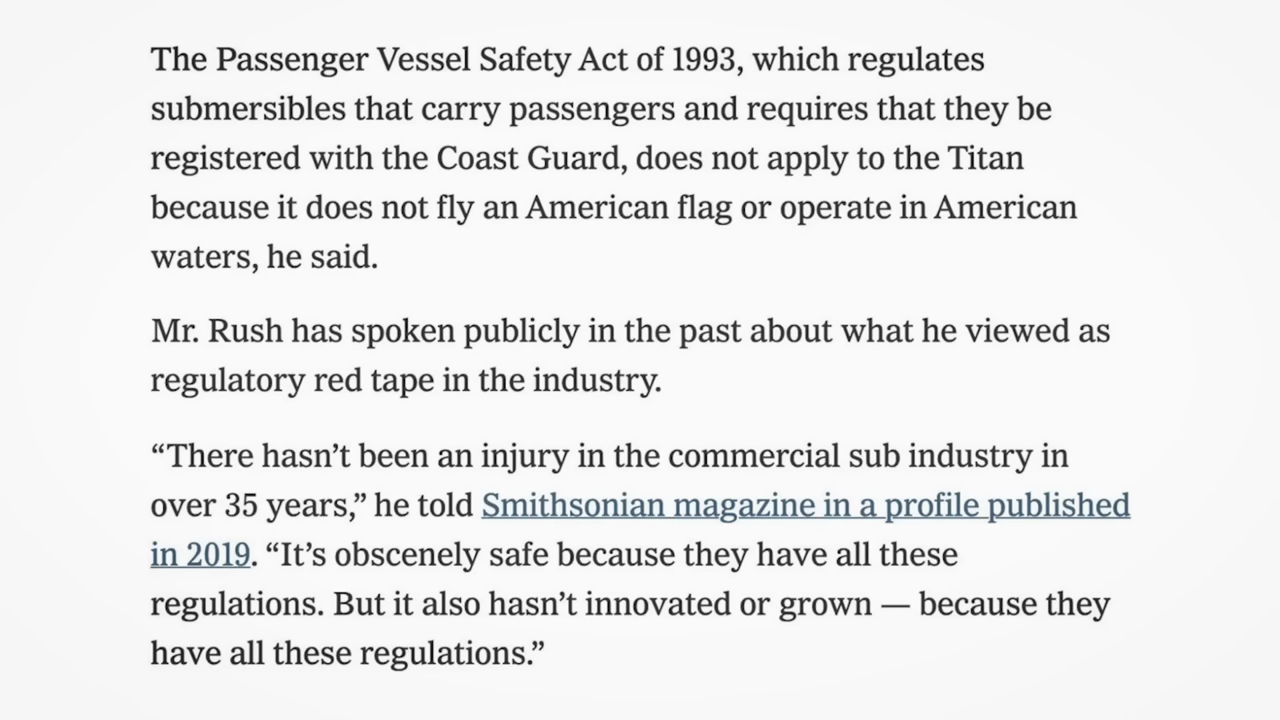 The Passenger Vessel Safety Act of 1993, which regulates
submersibles that carry passengers and requires that they be
registered with the Coast Guard, does not apply to the Titan
because it does not fly an American flag or operate in American
waters, he said.
Mr. Rush has spoken publicly in the past about what he viewed as
regulatory red tape in the industry.
“There hasn’t been an injury in the commercial sub industry in
over 35 years,” he told Smithsonian magazine in a profile published
in 2019. “It’s obscenely safe because they have all these
regulations. But it also hasn’t innovated or grown — because they
have all these regulations.”